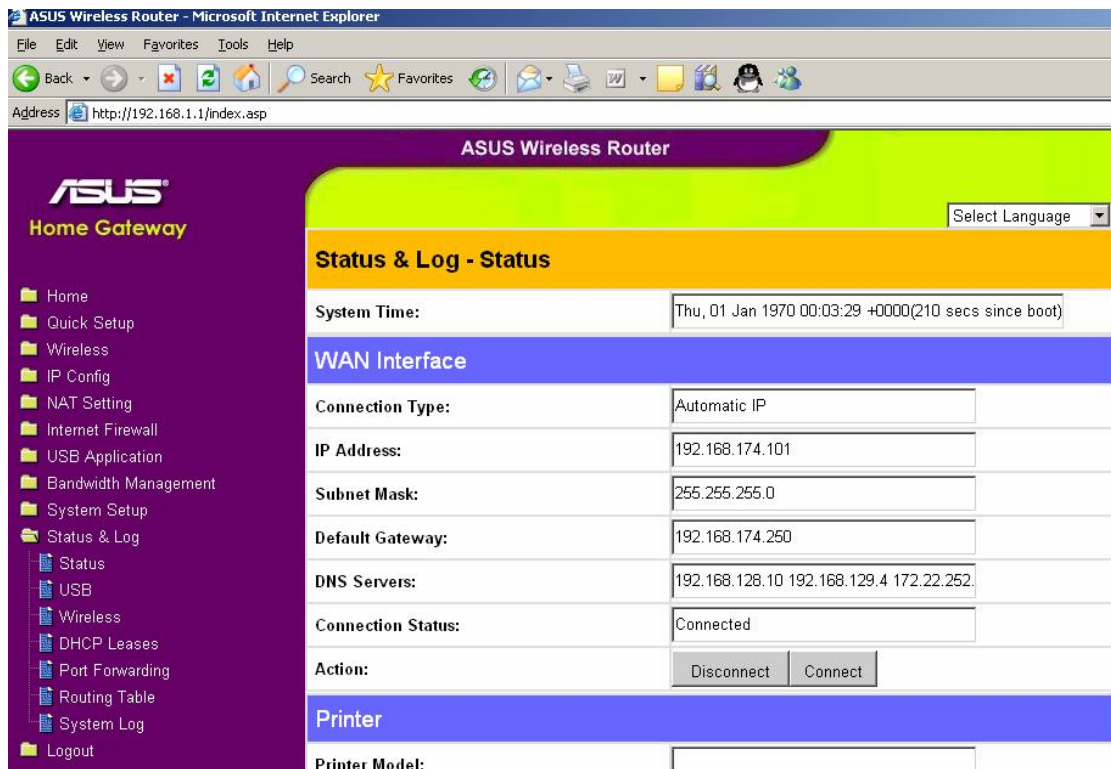 ASUS Wireless Router - Microsoft Internet Explorer
File Edit View Favorites Tools Help
Back Search Favorites
Address http://192.168.1.1/index.asp
ASUS Wireless Router
ASUS
Home Gateway
Select Language
Home
Quick Setup
Wireless
IP Config
NAT Setting
Internet Firewall
USB Application
Bandwidth Management
System Setup
Status & Log
Status
USB
Wireless
DHCP Leases
Port Forwarding
Routing Table
System Log
Logout
Status & Log - Status
System Time: Thu, 01 Jan 1970 00:03:29 +0000(210 secs since boot)
WAN Interface
Connection Type: Automatic IP
IP Address: 192.168.174.101
Subnet Mask: 255.255.255.0
Default Gateway: 192.168.174.250
DNS Servers: 192.168.128.10 192.168.129.4 172.22.252.
Connection Status: Connected
Action: Disconnect Connect
Printer
Printer Model: